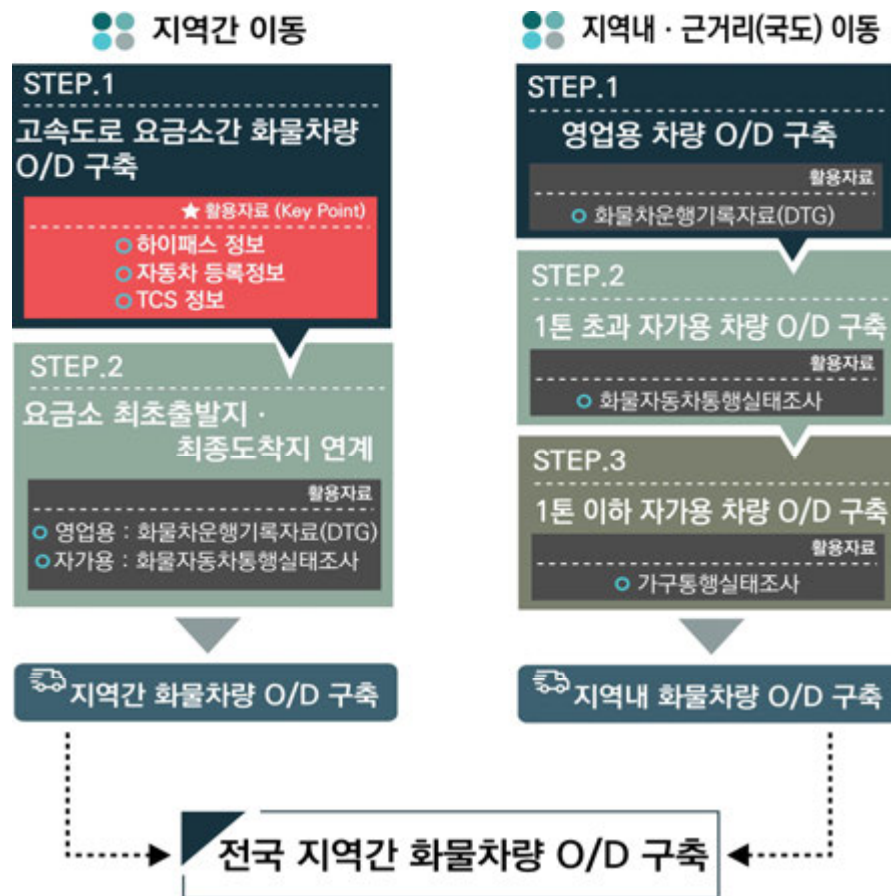 지역간 이동
STEP.1
고속도로 요금소간 화물차량
O/D 구축
★ 활용자료 (Key Point)
하이패스 정보
자동차 등록정보
TCS 정보
STEP.2
요금소 최초출발지 ·
최종도착지 연계
활용자료
영업용 : 화물차운행기록자료(DTG)
자가용 : 화물자동차통행실태조사
지역간 화물차량 O/D 구축
지역내 · 근거리(국도) 이동
STEP.1
영업용 차량 O/D 구축
활용자료
화물차운행기록자료(DTG)
STEP.2
1톤 초과 자가용 차량 O/D 구축
활용자료
화물자동차통행실태조사
STEP.3
1톤 이하 자가용 차량 O/D 구축
활용자료
가구통행실태조사
지역내 화물차량 O/D 구축
전국 지역간 화물차량 O/D 구축